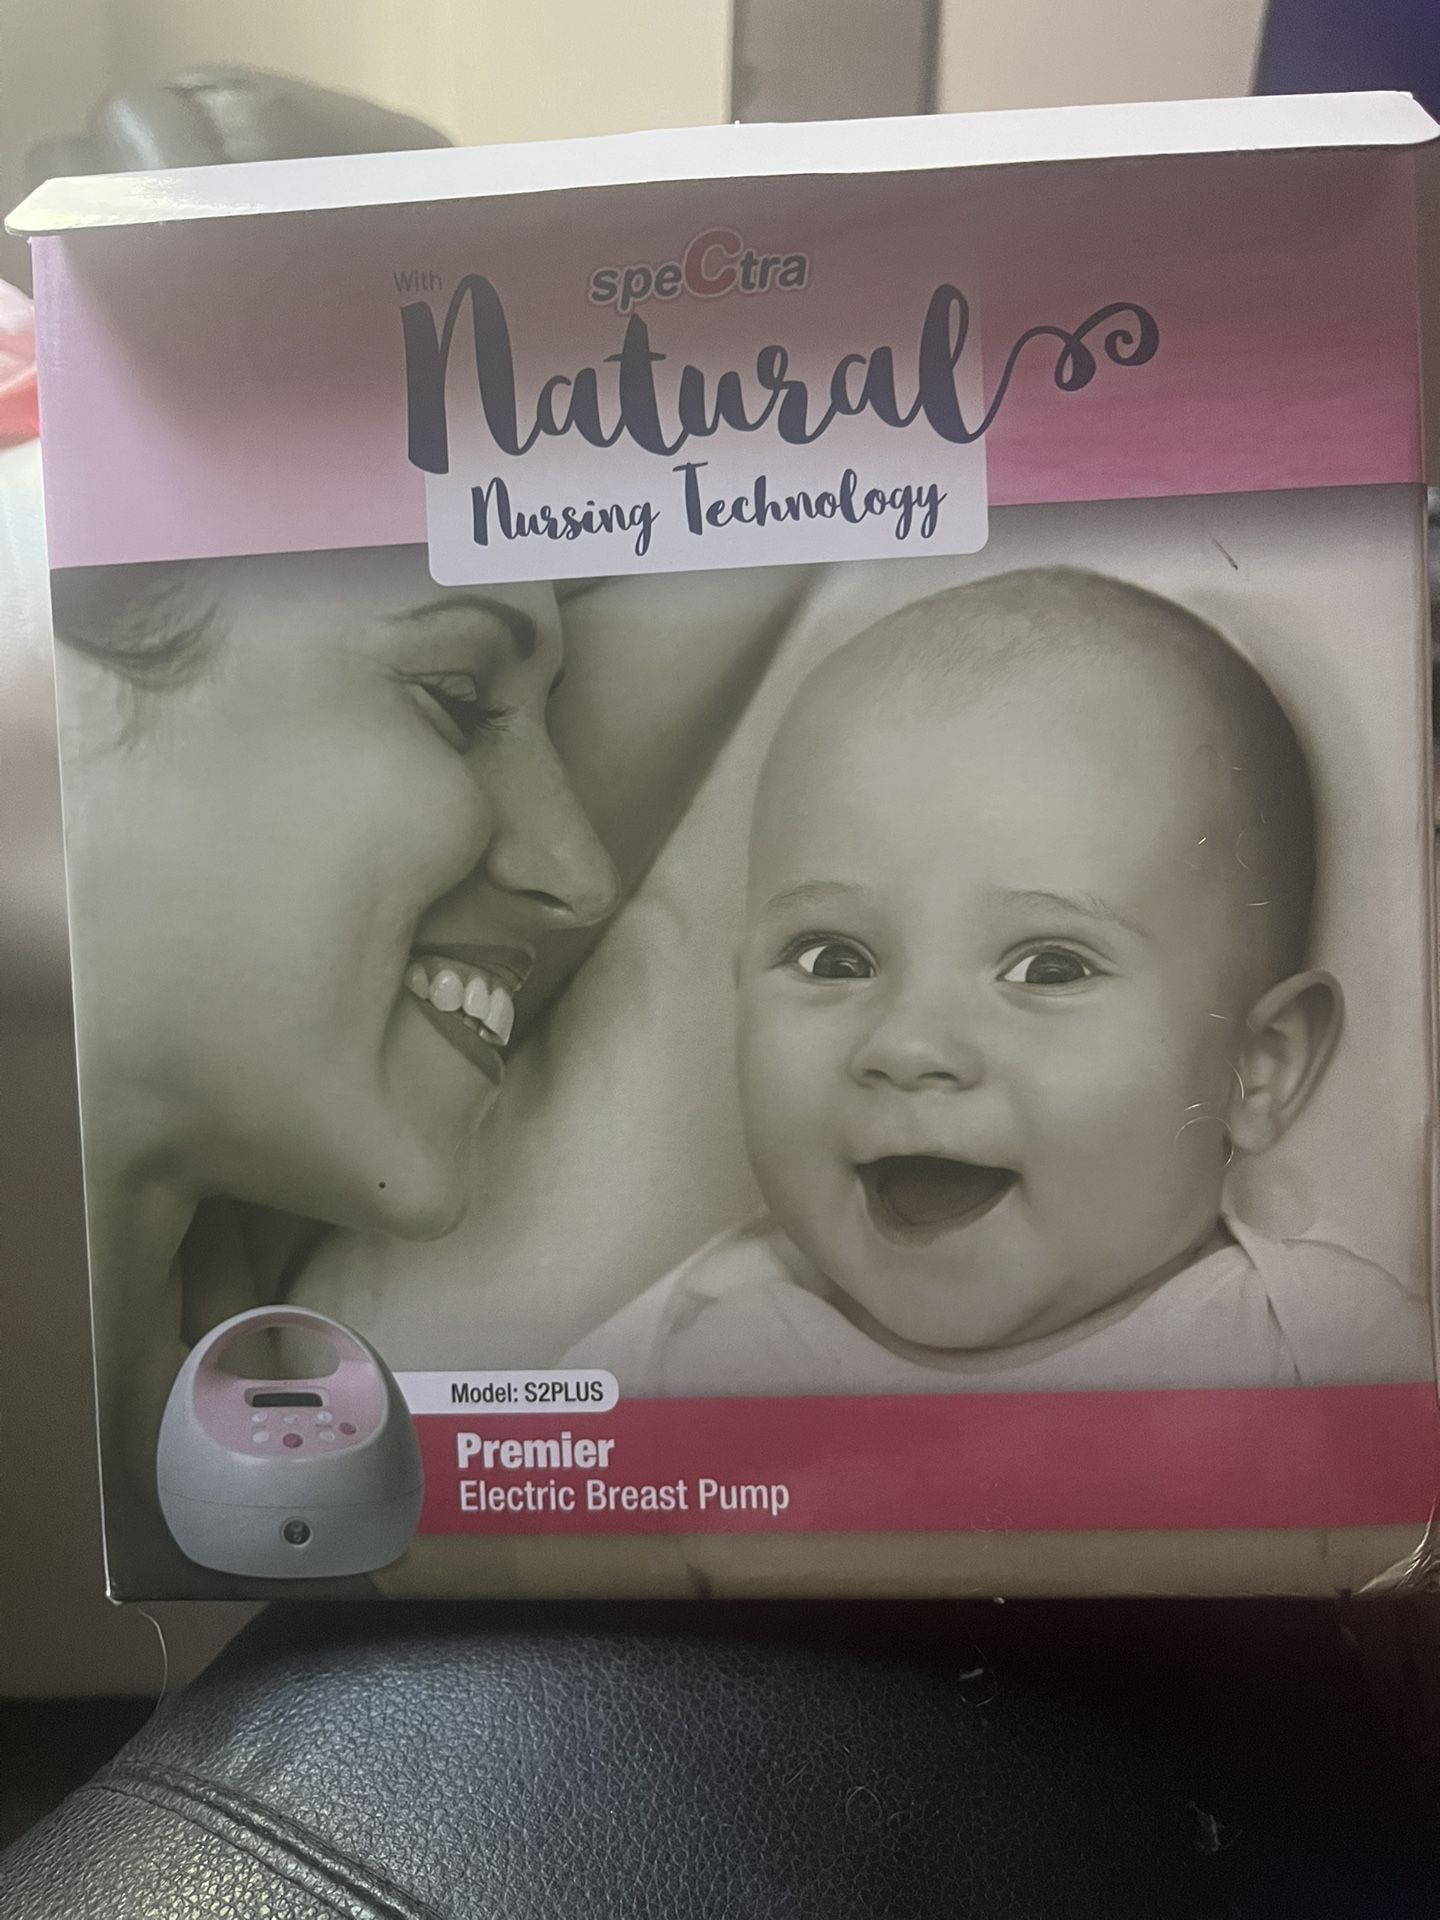 speCtra
With
Natural
Nursing Technology
Model: S2PLUS
Premier
Electric Breast Pump